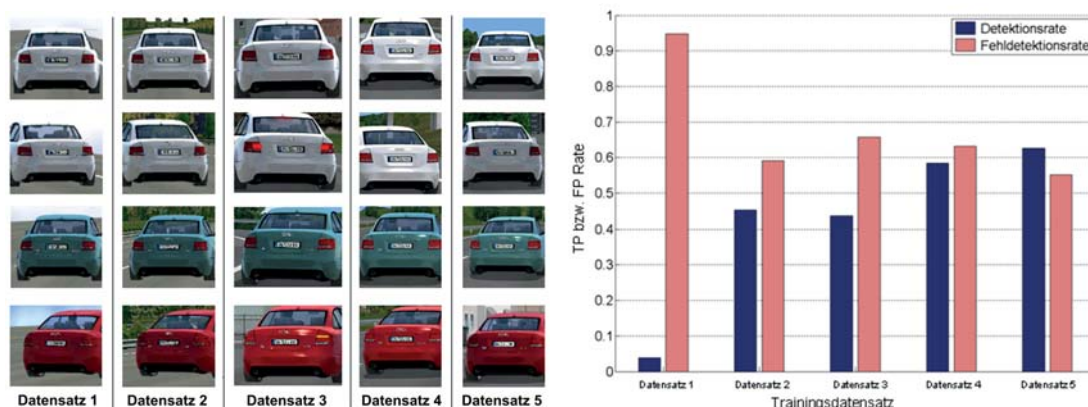 Datensatz 1
Datensatz 2
Datensatz 3
Datensatz 4
Datensatz 5
TP bzw. FP Rate
1
0.9
0.8
0.7
0.6
0.5
0.4
0.3
0.2
0.1
0
Detektionsrate
Fehldetektionsrate
Datensatz 1
Datensatz 2
Datensatz 3
Datensatz 4
Datensatz 5
Trainingsdatensatz